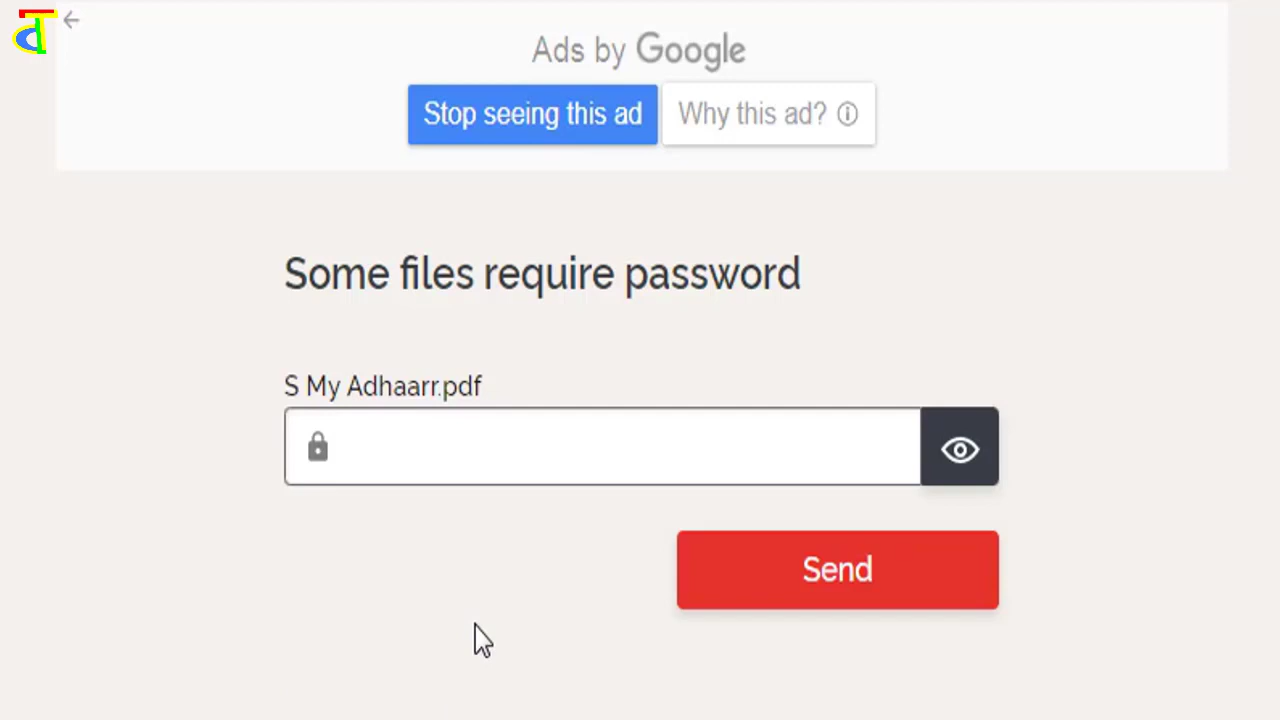 Ads by Google
Stop seeing this ad
Why this ad?
Some files require password
S My Adhaarr.pdf
Send